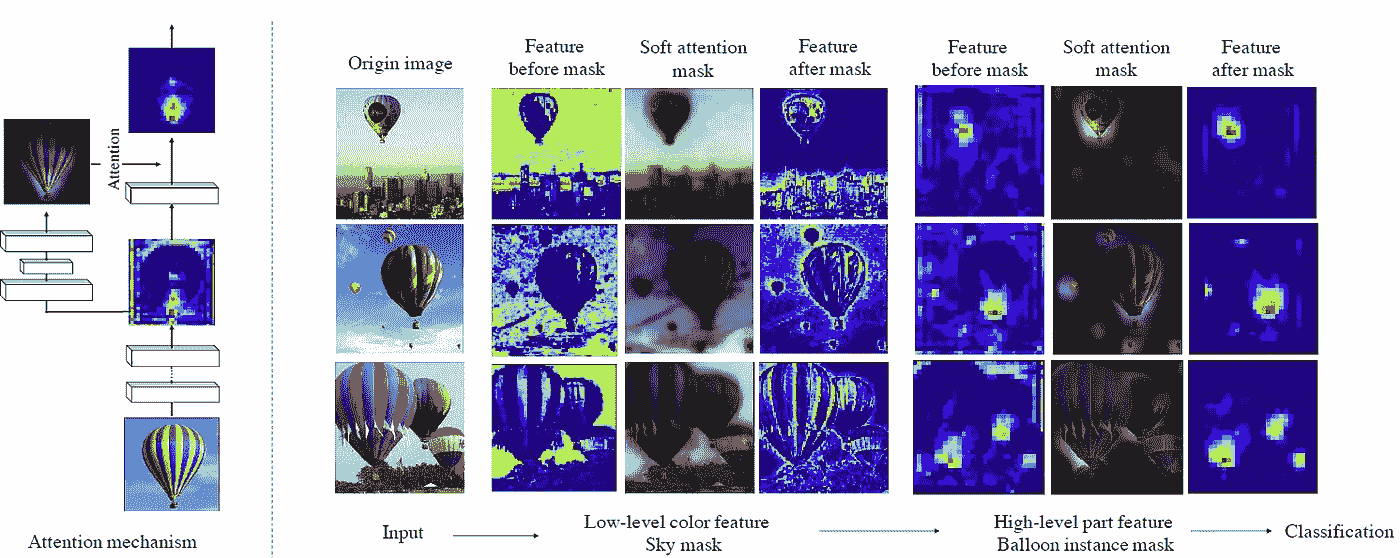 Attention
Attention mechanism
Origin image
Feature
before mask
Soft attention
mask
Feature
after mask
Feature
before mask
Soft attention
mask
Feature
after mask
Input
Low-level color feature
Sky mask
High-level part feature
Balloon instance mask
Classification